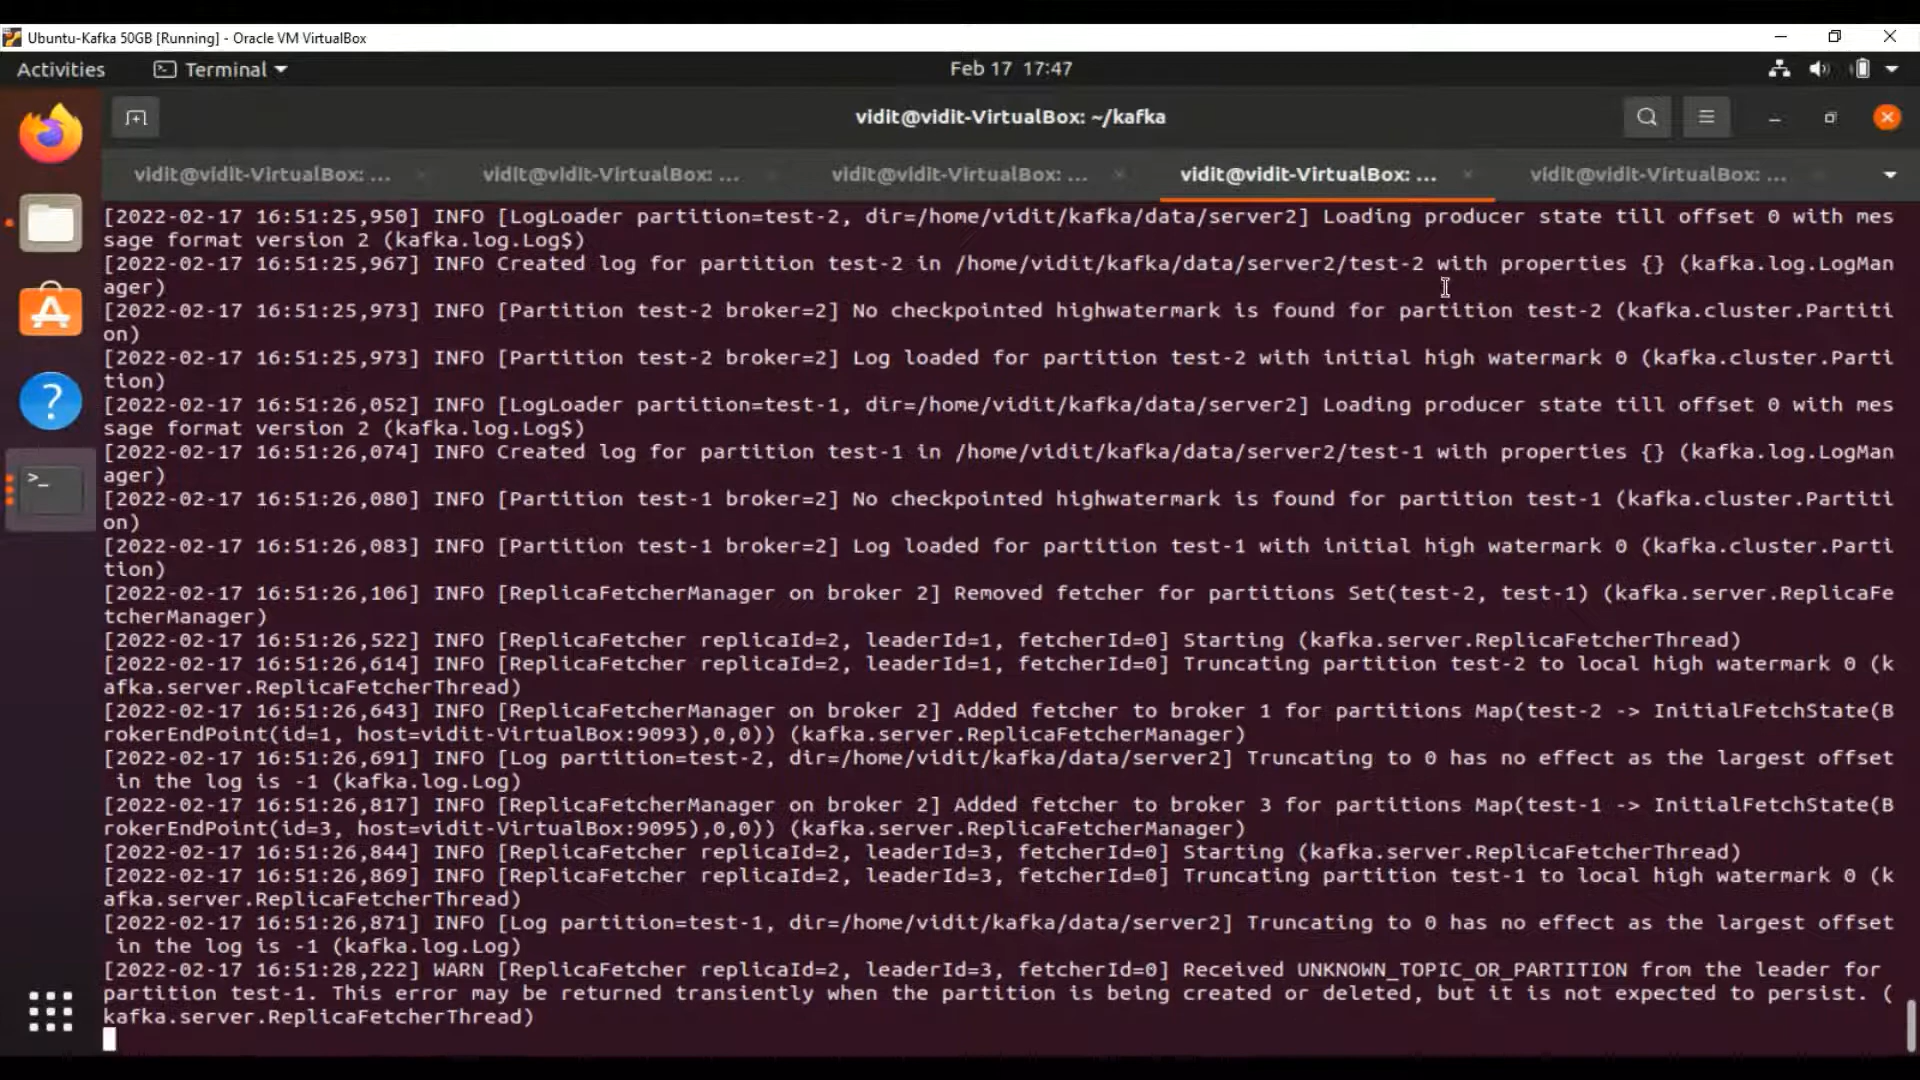 Ubuntu-Kafka 50GB [Running] - Oracle VM VirtualBox
Activities Terminal Feb 17 17:47
vidit@vidit-VirtualBox: ~/kafka
vidit@vidit-VirtualBox: ... vidit@vidit-VirtualBox: ... vidit@vidit-VirtualBox: ... vidit@vidit-VirtualBox: ... vidit@vidit-VirtualBox: ...
[2022-02-17 16:51:25,950] INFO [LogLoader partition=test-2, dir=/home/vidit/kafka/data/server2] Loading producer state till offset 0 with mes
sage format version 2 (kafka.log.Log$)
[2022-02-17 16:51:25,967] INFO Created log for partition test-2 in /home/vidit/kafka/data/server2/test-2 with properties {} (kafka.log.LogMan
ager)
[2022-02-17 16:51:25,973] INFO [Partition test-2 broker=2] No checkpointed highwatermark is found for partition test-2 (kafka.cluster.Partiti
on)
[2022-02-17 16:51:25,973] INFO [Partition test-2 broker=2] Log loaded for partition test-2 with initial high watermark 0 (kafka.cluster.Parti
tion)
[2022-02-17 16:51:26,052] INFO [LogLoader partition=test-1, dir=/home/vidit/kafka/data/server2] Loading producer state till offset 0 with mes
sage format version 2 (kafka.log.Log$)
[2022-02-17 16:51:26,074] INFO Created log for partition test-1 in /home/vidit/kafka/data/server2/test-1 with properties {} (kafka.log.LogMan
ager)
[2022-02-17 16:51:26,080] INFO [Partition test-1 broker=2] No checkpointed highwatermark is found for partition test-1 (kafka.cluster.Partiti
on)
[2022-02-17 16:51:26,083] INFO [Partition test-1 broker=2] Log loaded for partition test-1 with initial high watermark 0 (kafka.cluster.Parti
tion)
[2022-02-17 16:51:26,106] INFO [ReplicaFetcherManager on broker 2] Removed fetcher for partitions Set(test-2, test-1) (kafka.server.ReplicaFe
tcherManager)
[2022-02-17 16:51:26,522] INFO [ReplicaFetcher replicaId=2, leaderId=1, fetcherId=0] Starting (kafka.server.ReplicaFetcherThread)
[2022-02-17 16:51:26,614] INFO [ReplicaFetcher replicaId=2, leaderId=1, fetcherId=0] Truncating partition test-2 to local high watermark 0 (k
afka.server.ReplicaFetcherThread)
[2022-02-17 16:51:26,643] INFO [ReplicaFetcherManager on broker 2] Added fetcher to broker 1 for partitions Map(test-2 -> InitialFetchState(B
rokerEndPoint(id=1, host=vidit-VirtualBox:9093),0,0)) (kafka.server.ReplicaFetcherManager)
[2022-02-17 16:51:26,691] INFO [Log partition=test-2, dir=/home/vidit/kafka/data/server2] Truncating to 0 has no effect as the largest offset
in the log is -1 (kafka.log.Log)
[2022-02-17 16:51:26,817] INFO [ReplicaFetcherManager on broker 2] Added fetcher to broker 3 for partitions Map(test-1 -> InitialFetchState(B
rokerEndPoint(id=3, host=vidit-VirtualBox:9095),0,0)) (kafka.server.ReplicaFetcherManager)
[2022-02-17 16:51:26,844] INFO [ReplicaFetcher replicaId=2, leaderId=3, fetcherId=0] Starting (kafka.server.ReplicaFetcherThread)
[2022-02-17 16:51:26,869] INFO [ReplicaFetcher replicaId=2, leaderId=3, fetcherId=0] Truncating partition test-1 to local high watermark 0 (k
afka.server.ReplicaFetcherThread)
[2022-02-17 16:51:26,871] INFO [Log partition=test-1, dir=/home/vidit/kafka/data/server2] Truncating to 0 has no effect as the largest offset
in the log is -1 (kafka.log.Log)
[2022-02-17 16:51:28,222] WARN [ReplicaFetcher replicaId=2, leaderId=3, fetcherId=0] Received UNKNOWN_TOPIC_OR_PARTITION from the leader for
partition test-1. This error may be returned transiently when the partition is being created or deleted, but it is not expected to persist. (
kafka.server.ReplicaFetcherThread)